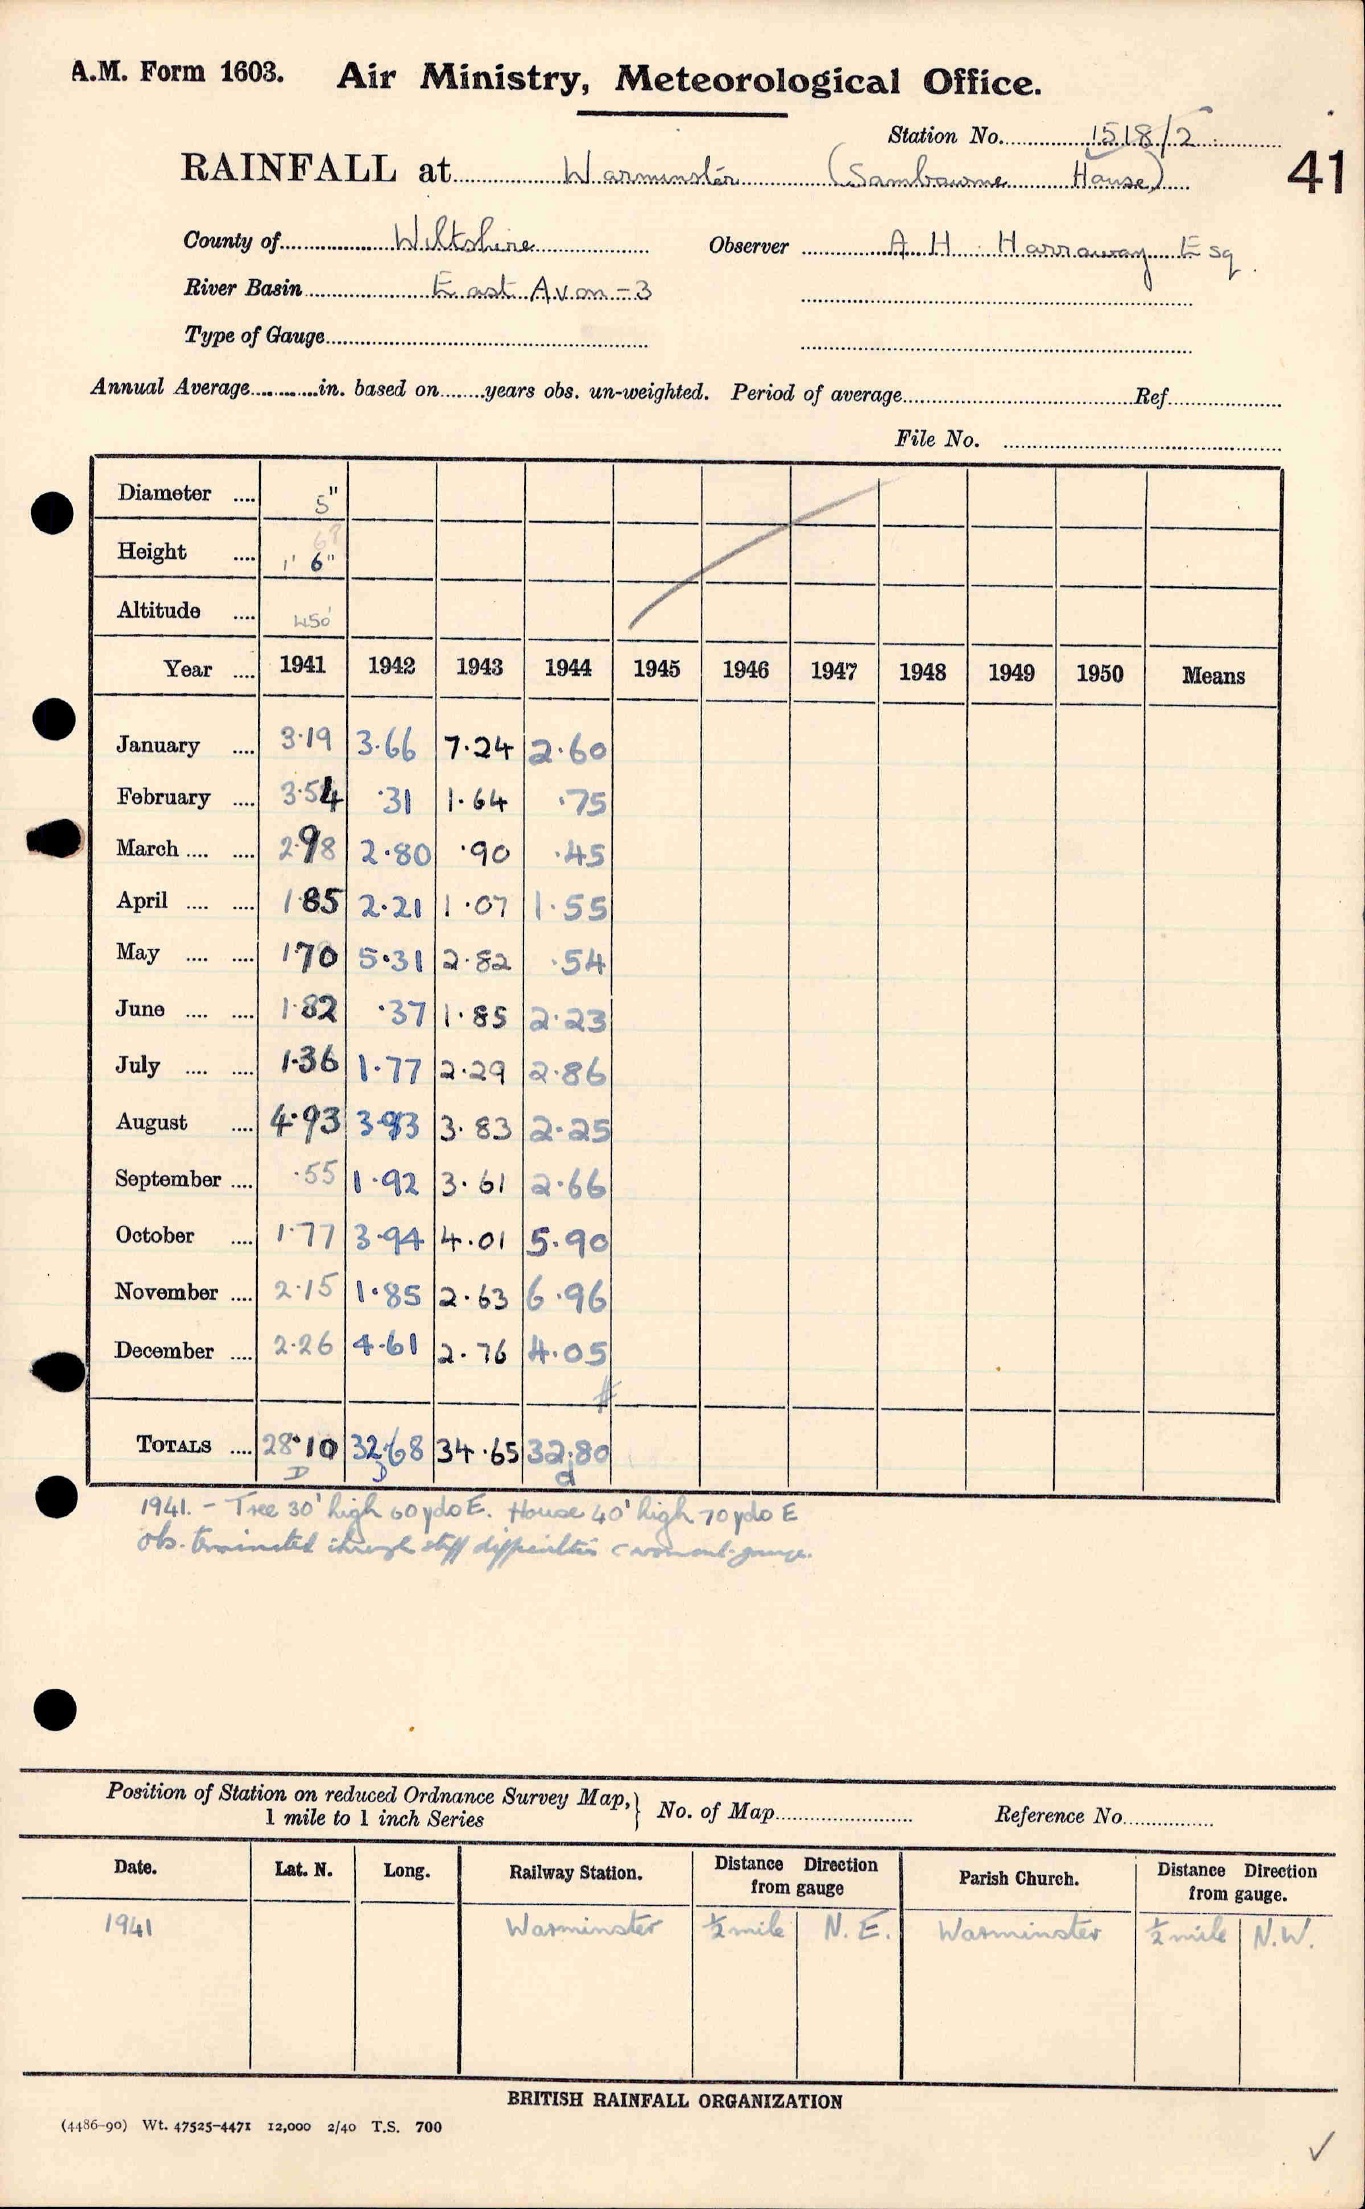 A.M. Form 1603. Air Ministry, Meteorological Office.
Station No. 1518/2
41
RAINFALL at Warminster (Sambourne House)
County of Wiltshire Observer A H Harraway Esq.
River Basin East Avon – 3
Type of Gauge
Annual Average in. based on years obs. un-weighted. Period of average Ref
File No.
Diameter .... 5"
Height .... 1' 6"
Altitude .... 450'
Year .... 1941 1942 1943 1944 1945 1946 1947 1948 1949 1950 Means
January .... 3·19 3·66 7·24 2·60
February .... 3·54 ·31 1·64 ·75
March .... .... 2·98 2·80 ·90 ·45
April .... .... 1·85 2·21 1·07 1·55
May .... .... 1·70 5·31 2·82 ·54
June .... .... 1·82 ·37 1·85 2·23
July .... .... 1·36 1·77 2·29 2·86
August .... 4·93 3·93 3·83 2·25
September .... ·55 1·92 3·61 2·66
October .... 1·77 3·94 4·01 5·90
November .... 2·15 1·85 2·63 6·96
December .... 2·26 4·61 2·76 4·05
TOTALS .... 28·10 32·68 34·65 32·80
D D d
1941. – Tree 30' high 60 yds E. House 40' high 70 yds E
Obs. terminated through staff difficulties
Position of Station on reduced Ordnance Survey Map, } No. of Map Reference No.
1 mile to 1 inch Series
Date. Lat. N. Long. Railway Station. Distance Direction from gauge Parish Church. Distance Direction from gauge.
1941 Warminster ½ mile N.E. Warminster ½ mile N.W.
BRITISH RAINFALL ORGANIZATION
(4486-90) Wt. 47525-4471 12,000 2/40 T.S. 700